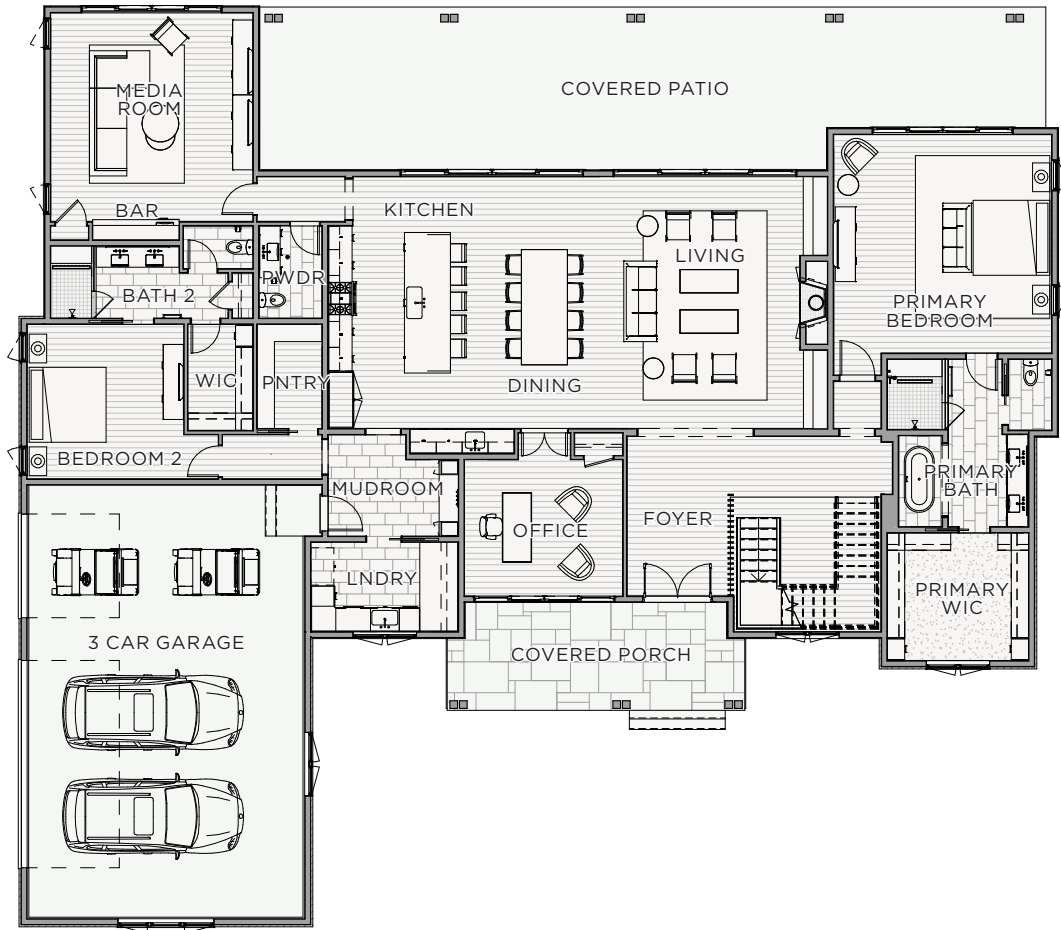 COVERED PATIO
MEDIA
ROOM
BAR
KITCHEN
LIVING
PWDR
BATH 2
PRIMARY
BEDROOM
WIC
PNTRY
DINING
BEDROOM 2
MUDROOM
PRIMARY
BATH
OFFICE
FOYER
LNDRY
PRIMARY
WIC
3 CAR GARAGE
COVERED PORCH